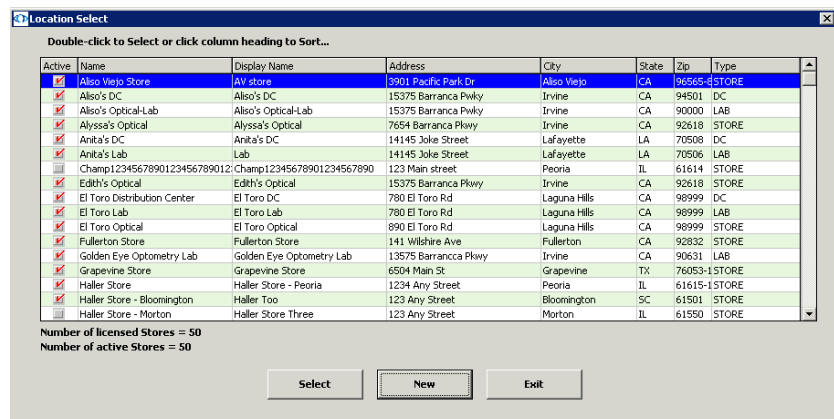 Location Select
Double-click to Select or click column heading to Sort...
Active Name Display Name Address City State Zip Type
Aliso Viejo Store AV store 3901 Pacific Park Dr Aliso Viejo CA 96565-8 STORE
Aliso's DC Aliso's DC 15375 Barranca Pwky Irvine CA 94501 DC
Aliso's Optical-Lab Aliso's Optical-Lab 15375 Barranca Pwky Irvine CA 90000 LAB
Alyssa's Optical Alyssa's Optical 7654 Barranca Pkwy Irvine CA 92618 STORE
Anita's DC Anita's DC 14145 Joke Street Lafayette LA 70508 DC
Anita's Lab Lab 14145 Joke Street Lafayette LA 70506 LAB
Champ12345678901234567890123 Champ12345678901234567890 123 Main street Peoria IL 61614 STORE
Edith's Optical Edith's Optical 15375 Barranca Pkwy Irvine CA 92618 STORE
El Toro Distribution Center El Toro DC 780 El Toro Rd Laguna Hills CA 98999 DC
El Toro Lab El Toro Lab 780 El Toro Rd Laguna Hills CA 98999 LAB
El Toro Optical El Toro Optical 890 El Toro Rd Laguna Hills CA 98999 STORE
Fullerton Store Fullerton Store 141 Wilshire Ave Fullerton CA 92832 STORE
Golden Eye Optometry Lab Golden Eye Optometry Lab 13575 Barrancca Pkwy Irvine CA 90631 LAB
Grapevine Store Grapevine Store 6504 Main St Grapevine TX 76053-1 STORE
Haller Store Haller Store - Peoria 1234 Any Street Peoria IL 61615-1 STORE
Haller Store - Bloomington Haller Too 123 Any Street Bloomington SC 61501 STORE
Haller Store - Morton Haller Store Three 123 Any Street Morton IL 61550 STORE
Number of licensed Stores = 50
Number of active Stores = 50
Select New Exit